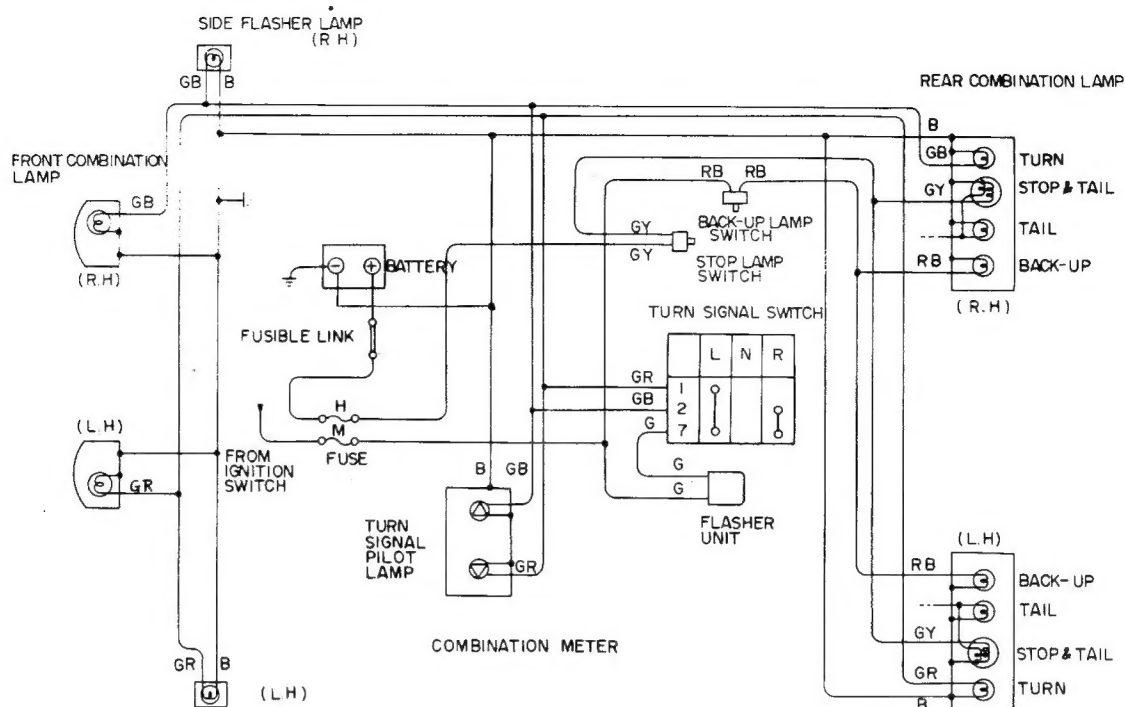 SIDE FLASHER LAMP
(R H)
GB B
REAR COMBINATION LAMP
B
GB TURN
FRONT COMBINATION
LAMP
GB
RB RB
GY STOP & TAIL
BACK-UP LAMP
SWITCH
GY
GY
STOP LAMP
SWITCH
TAIL
RB BACK-UP
(R.H)
(R.H)
- + BATTERY
FUSIBLE LINK
TURN SIGNAL SWITCH
L N R
GR 1
GB 2
G 7
H
M
FUSE
FROM
IGNITION
SWITCH
(L.H)
GR
B GB
G
G
FLASHER
UNIT
TURN
SIGNAL
PILOT
LAMP
GR
COMBINATION METER
(L.H)
RB BACK-UP
TAIL
GY STOP & TAIL
GR TURN
B
GR B
(L.H)